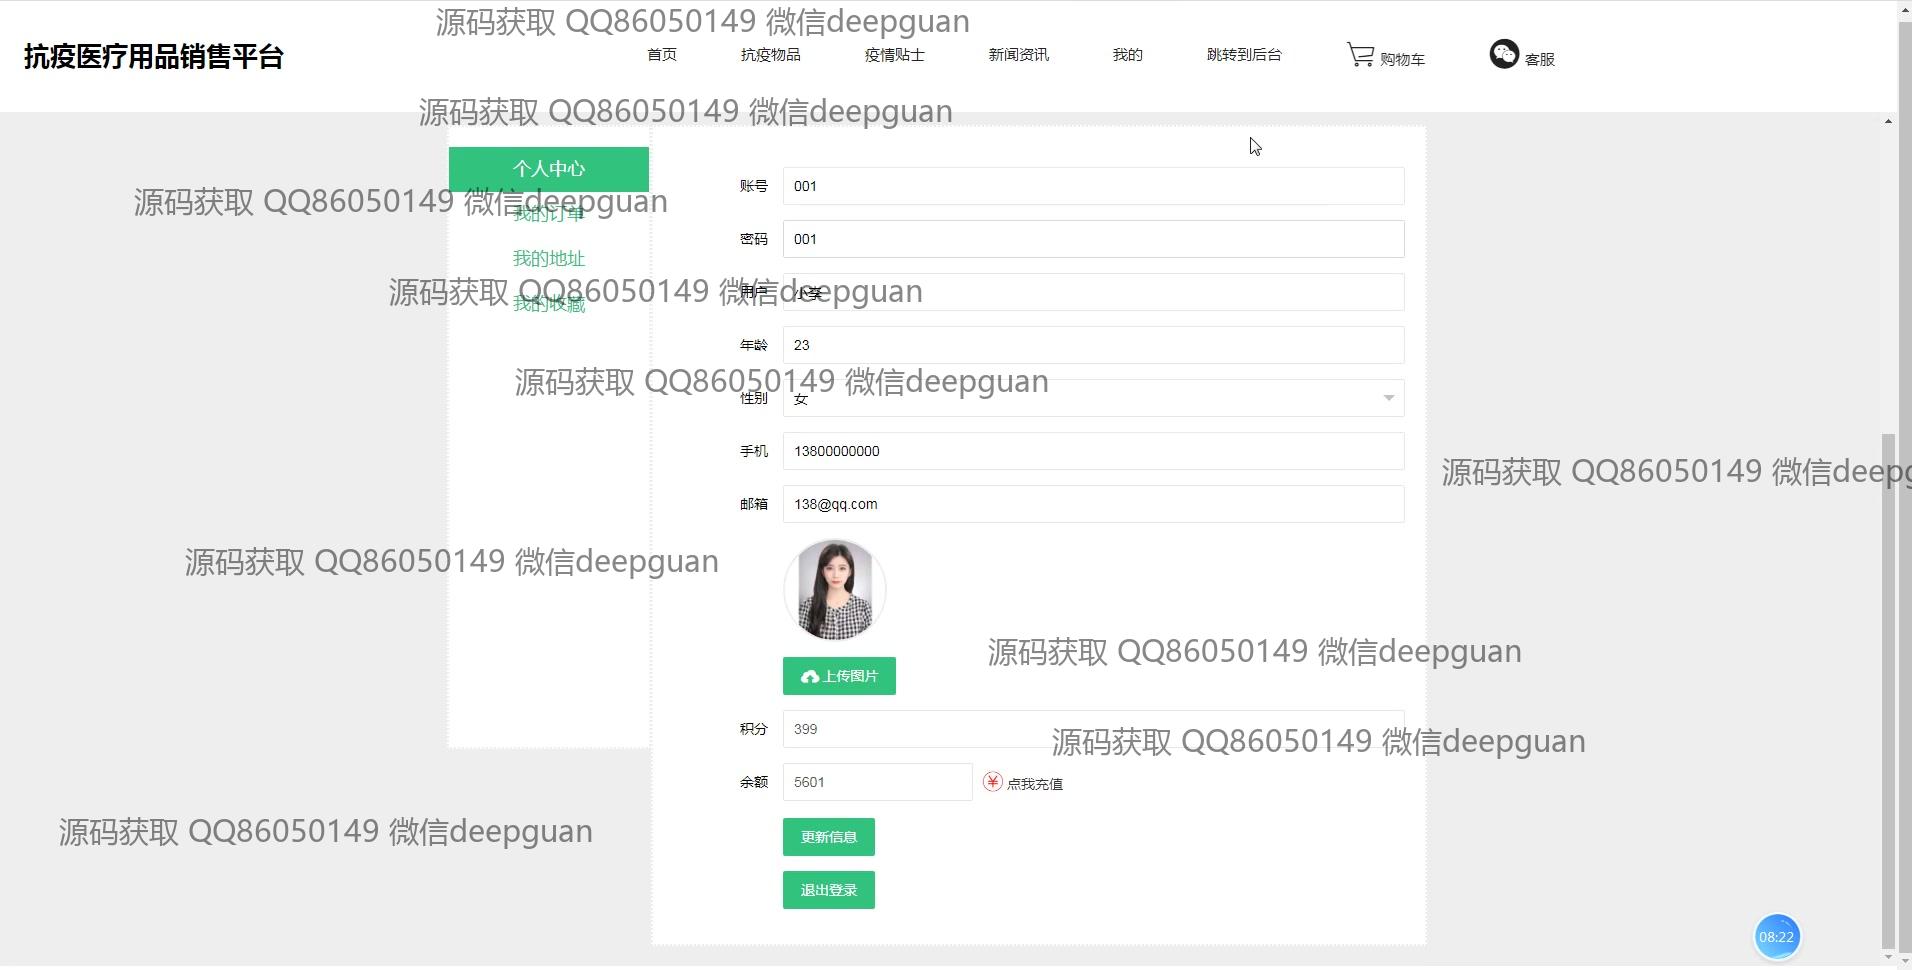 源码获取 QQ86050149 微信deepguan
抗疫医疗用品销售平台
首页 抗疫物品 疫情贴士 新闻资讯 我的 跳转到后台 购物车 客服
源码获取 QQ86050149 微信deepguan
个人中心
账号 001
源码获取 QQ86050149 微信deepguan
我的订单
密码 001
我的地址
源码获取 QQ86050149 微信deepguan
用户 小李
我的收藏
年龄 23
源码获取 QQ86050149 微信deepguan
性别 女
手机 13800000000
源码获取 QQ86050149 微信deepg
邮箱 138@qq.com
源码获取 QQ86050149 微信deepguan
源码获取 QQ86050149 微信deepguan
上传图片
积分 399
源码获取 QQ86050149 微信deepguan
余额 5601 点我充值
源码获取 QQ86050149 微信deepguan
更新信息
退出登录
08:22